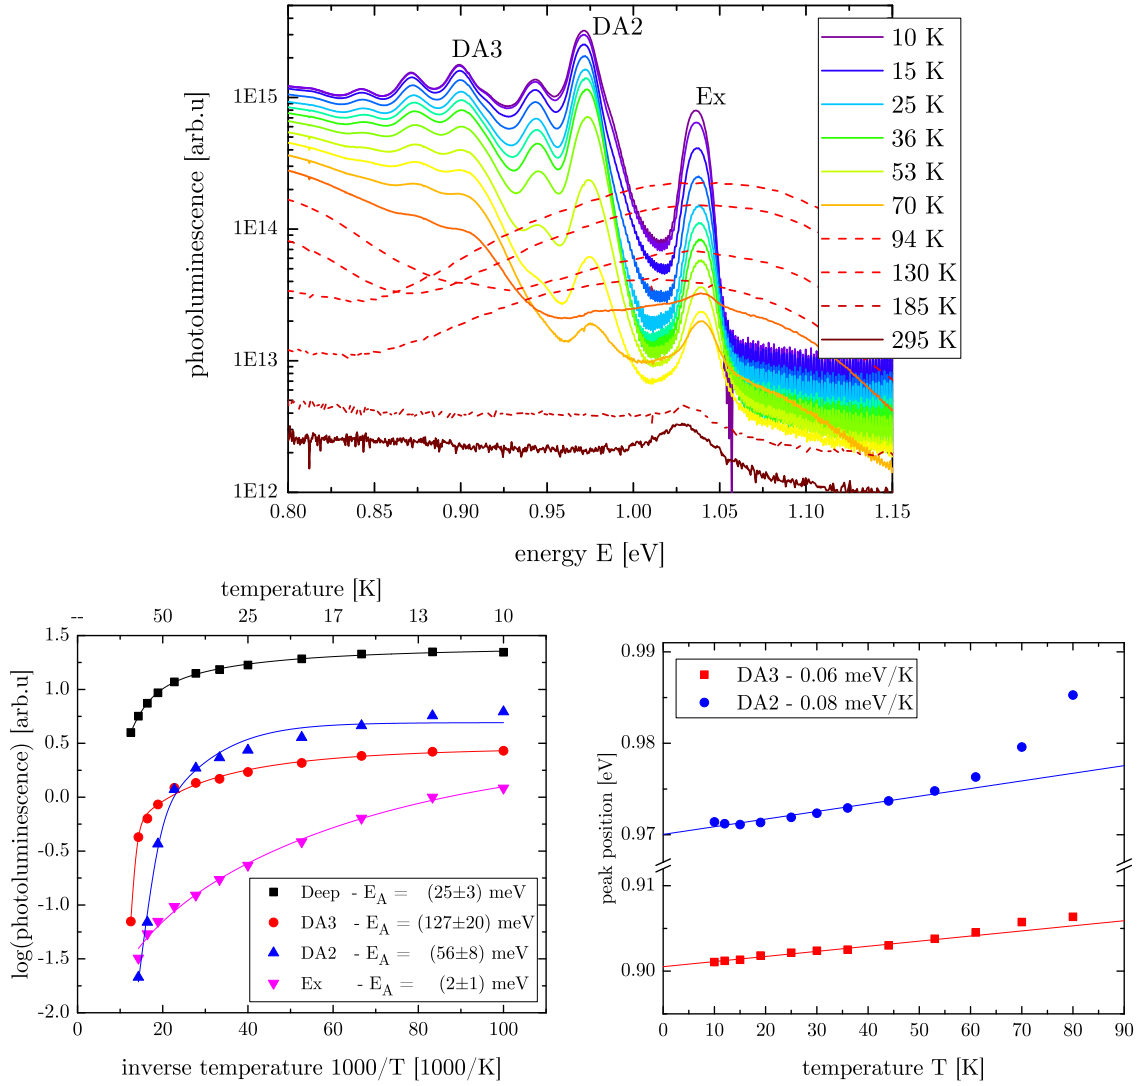 photoluminescence [arb.u]
1E15
1E14
1E13
1E12
DA3
DA2
Ex
10 K
15 K
25 K
36 K
53 K
70 K
94 K
130 K
185 K
295 K
0.80 0.85 0.90 0.95 1.00 1.05 1.10 1.15
energy E [eV]
temperature [K]
-- 50 25 17 13 10
log(photoluminescence) [arb.u]
1.5
1.0
0.5
0.0
-0.5
-1.0
-1.5
-2.0
Deep - E_A = (25±3) meV
DA3 - E_A = (127±20) meV
DA2 - E_A = (56±8) meV
Ex - E_A = (2±1) meV
0 20 40 60 80 100
inverse temperature 1000/T [1000/K]
peak position [eV]
0.99
0.98
0.97
0.91
0.90
DA3 - 0.06 meV/K
DA2 - 0.08 meV/K
0 10 20 30 40 50 60 70 80 90
temperature T [K]